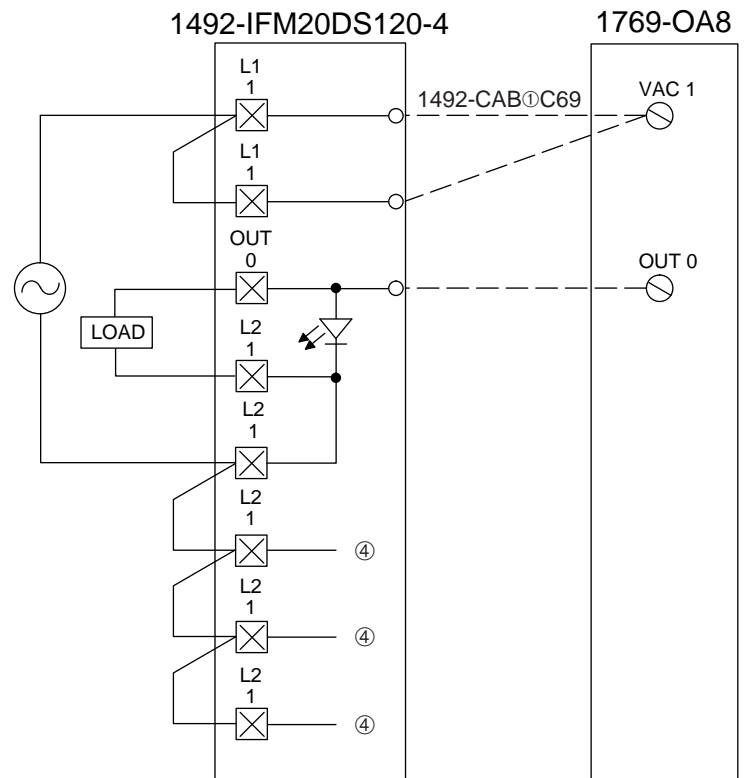 1492-IFM20DS120-4
1769-OA8
L1
1
1492-CAB①C69
VAC 1
L1
1
OUT
0
OUT 0
LOAD
L2
1
L2
1
L2
1
④
L2
1
④
L2
1
④